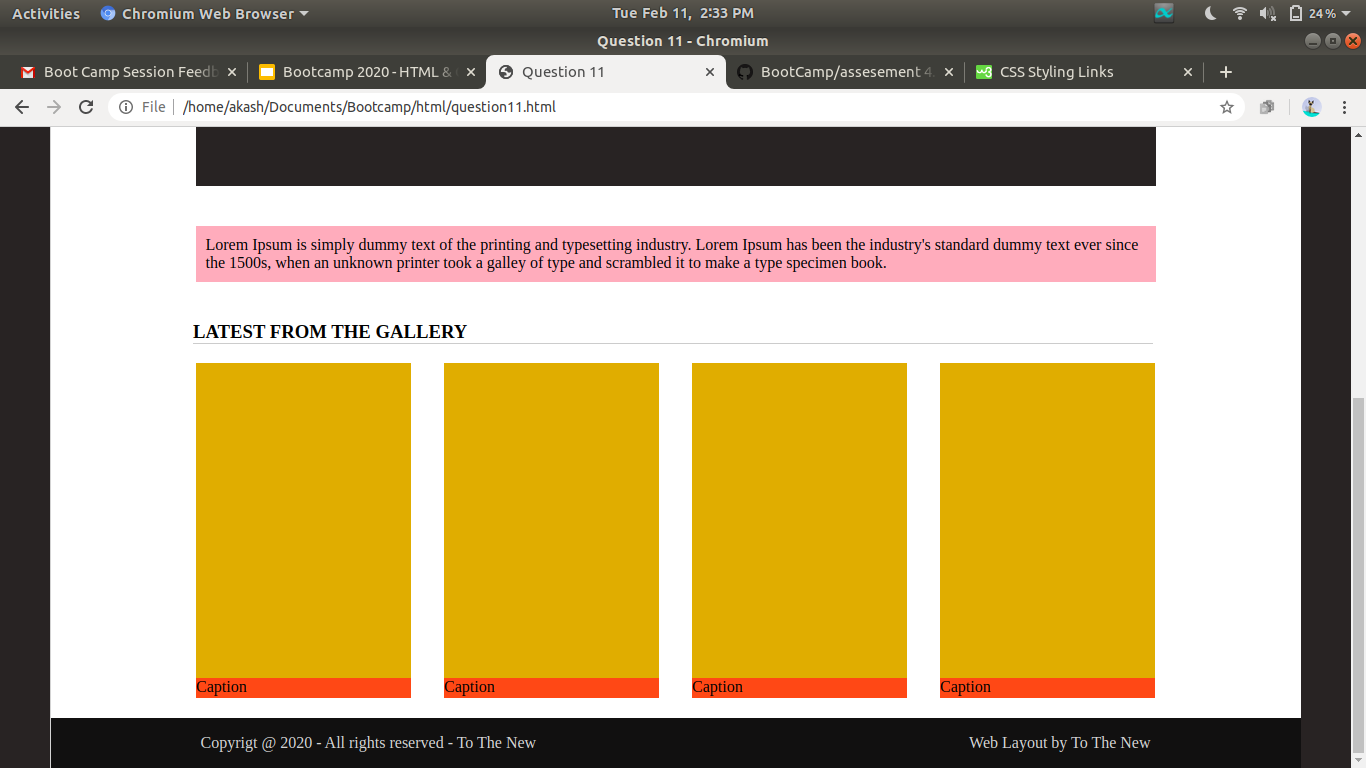 Activities Chromium Web Browser Tue Feb 11, 2:33 PM 24%
Question 11 - Chromium
Boot Camp Session Feedb Bootcamp 2020 - HTML & Question 11 BootCamp/assesement 4 CSS Styling Links
File /home/akash/Documents/Bootcamp/html/question11.html
Lorem Ipsum is simply dummy text of the printing and typesetting industry. Lorem Ipsum has been the industry's standard dummy text ever since
the 1500s, when an unknown printer took a galley of type and scrambled it to make a type specimen book.
LATEST FROM THE GALLERY
Caption Caption Caption Caption
Copyrigt @ 2020 - All rights reserved - To The New Web Layout by To The New